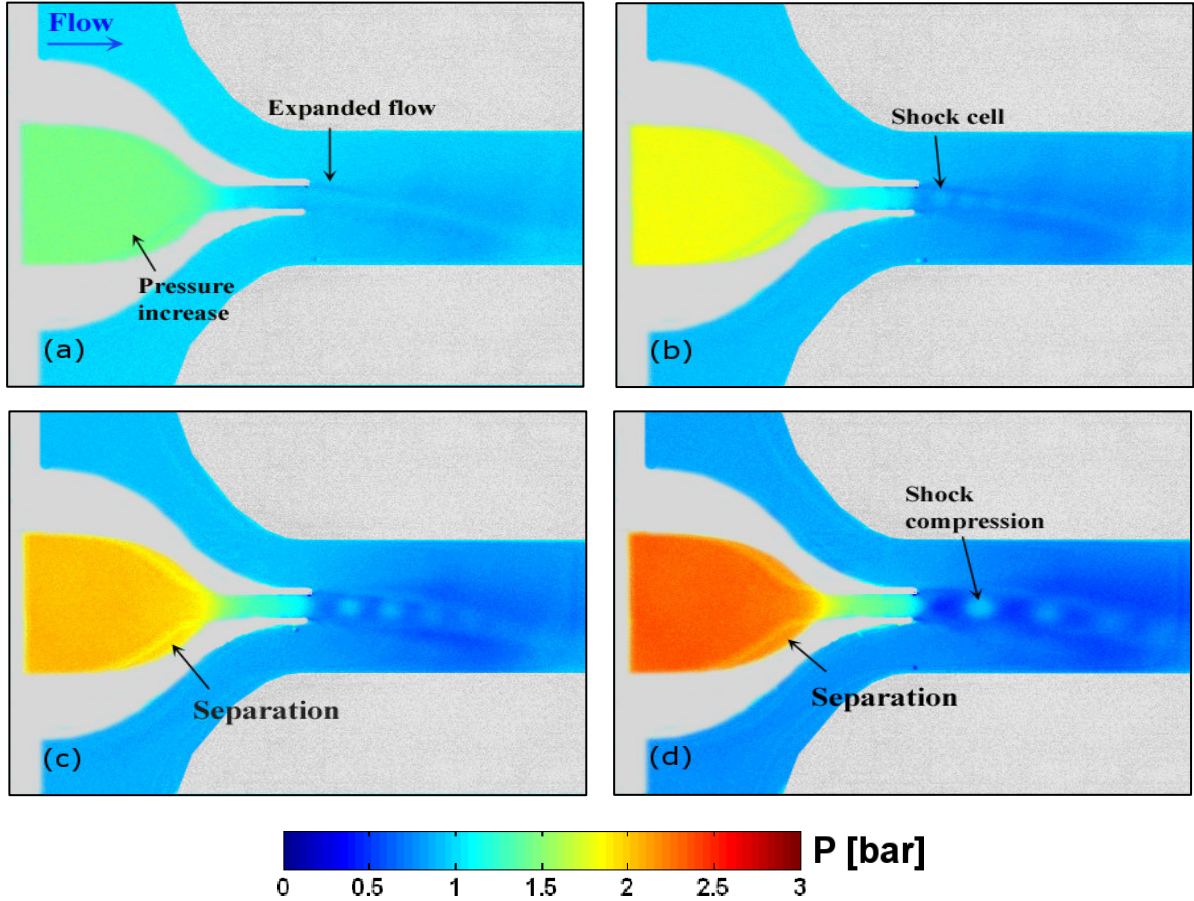 Flow
Expanded flow
Pressure
increase
(a)
Shock cell
(b)
Separation
(c)
Shock
compression
Separation
(d)
P [bar]
0 0.5 1 1.5 2 2.5 3